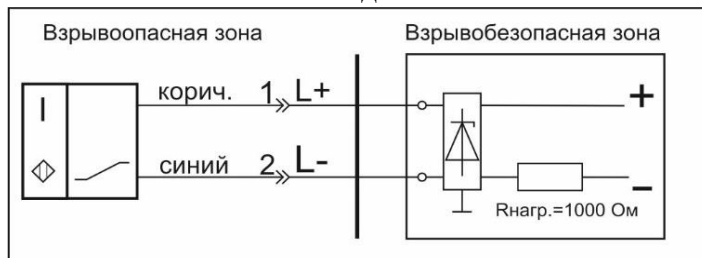 Взрывоопасная зона
Взрывобезопасная зона
I
корич. 1 L+
+
синий 2 L-
−
Rнагр.=1000 Ом